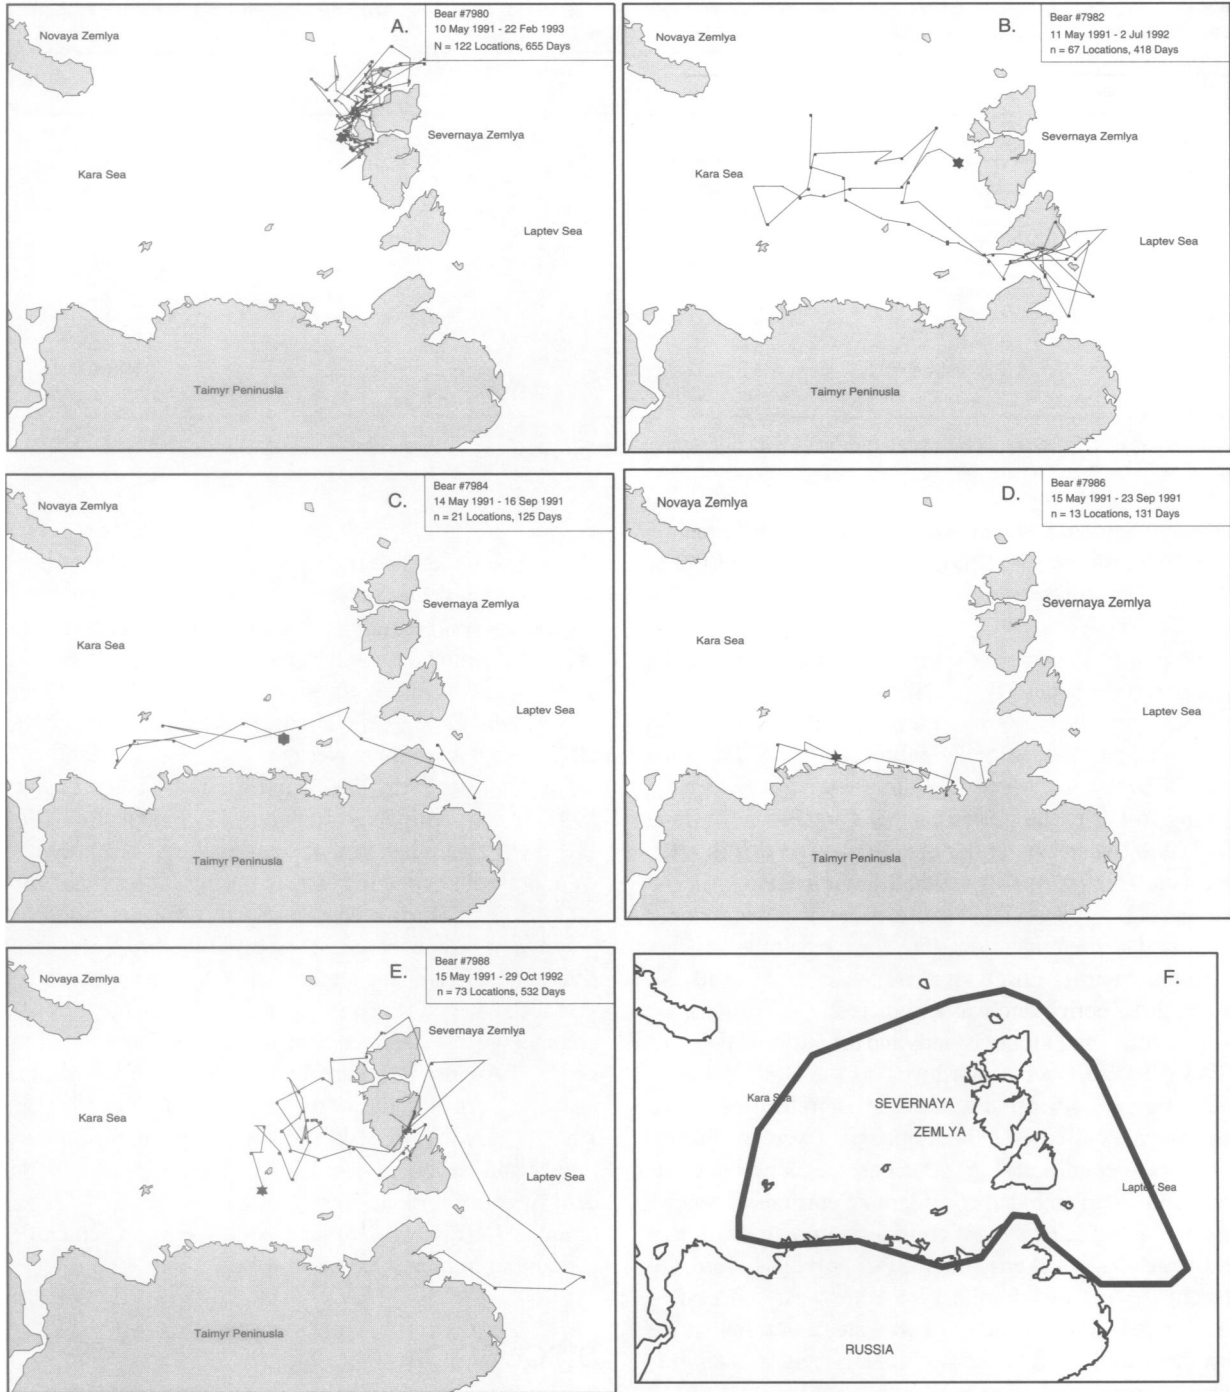 A.
Bear #7980
10 May 1991 - 22 Feb 1993
N = 122 Locations, 655 Days
Novaya Zemlya
Severnaya Zemlya
Kara Sea
Laptev Sea
Taimyr Peninusla
B.
Bear #7982
11 May 1991 - 2 Jul 1992
n = 67 Locations, 418 Days
Novaya Zemlya
Severnaya Zemlya
Kara Sea
Laptev Sea
Taimyr Peninusla
C.
Bear #7984
14 May 1991 - 16 Sep 1991
n = 21 Locations, 125 Days
Novaya Zemlya
Severnaya Zemlya
Kara Sea
Laptev Sea
Taimyr Peninusla
D.
Bear #7986
15 May 1991 - 23 Sep 1991
n = 13 Locations, 131 Days
Novaya Zemlya
Severnaya Zemlya
Kara Sea
Laptev Sea
Taimyr Peninusla
E.
Bear #7988
15 May 1991 - 29 Oct 1992
n = 73 Locations, 532 Days
Novaya Zemlya
Severnaya Zemlya
Kara Sea
Laptev Sea
Taimyr Peninusla
F.
Kara Sea
SEVERNAYA
ZEMLYA
Laptev Sea
RUSSIA